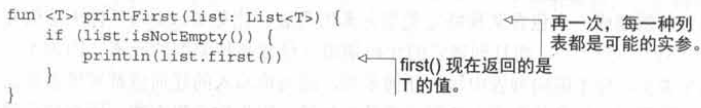 fun <T> printFirst(list: List<T>) {
    if (list.isNotEmpty()) {
        println(list.first())
    }
}
再一次，每一种列
表都是可能的实参。
first() 现在返回的是
T 的值。